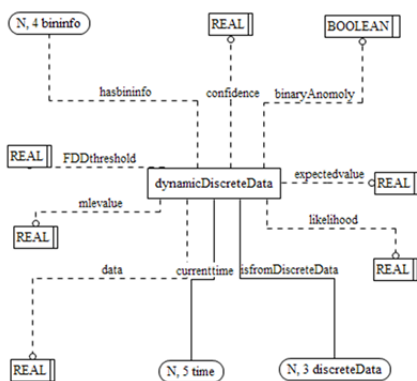 N, 4 bininfo
REAL
BOOLEAN
hasbininfo
confidence
binaryAnomoly
REAL
FDDthreshold
dynamicDiscreteData
expectedvalue
REAL
mlevalue
likelihood
REAL
REAL
data
currenttime
isfromDiscreteData
REAL
N, 5 time
N, 3 discreteData